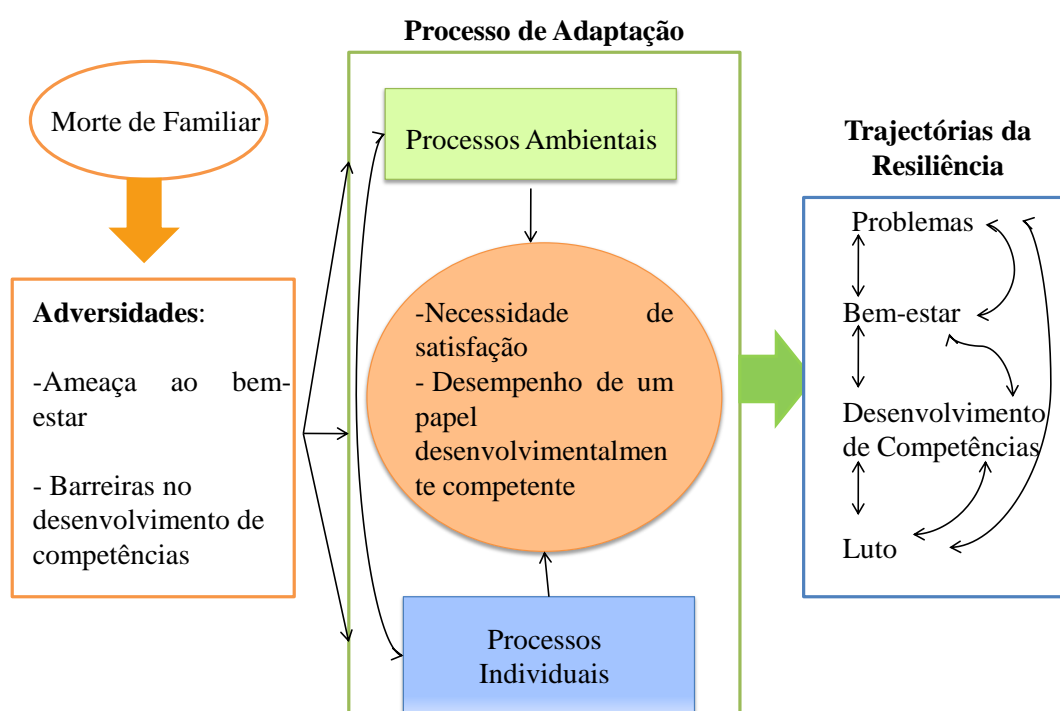 Processo de Adaptação
Morte de Familiar
Adversidades:
-Ameaça ao bem-
estar
- Barreiras no
desenvolvimento de
competências
Processos Ambientais
-Necessidade de
satisfação
- Desempenho de um
papel
desenvolvimentalmen
te competente
Processos
Individuais
Trajectórias da
Resiliência
Problemas
Bem-estar
Desenvolvimento
de Competências
Luto